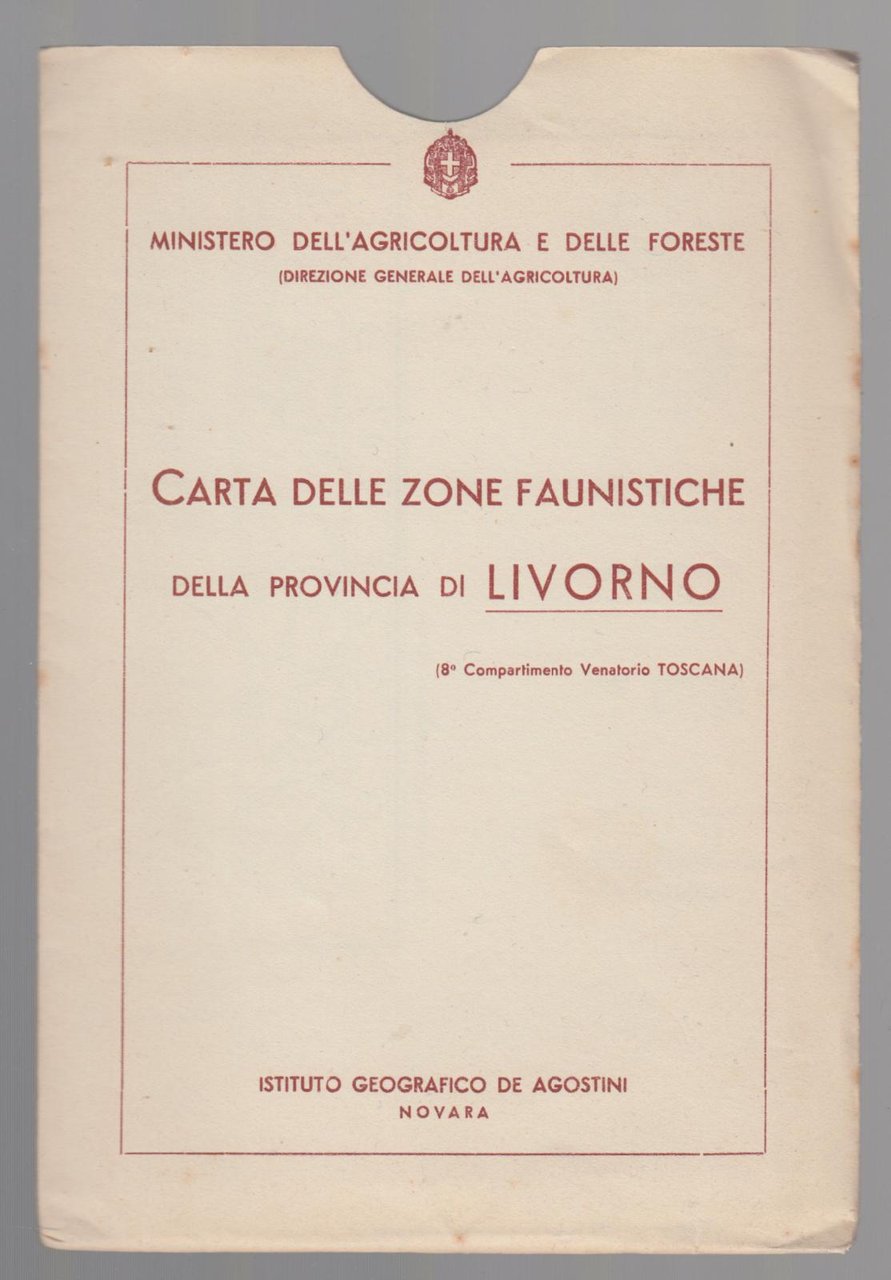 MINISTERO DELL'AGRICOLTURA E DELLE FORESTE
(DIREZIONE GENERALE DELL'AGRICOLTURA)
CARTA DELLE ZONE FAUNISTICHE
DELLA PROVINCIA DI LIVORNO
(8º Compartimento Venatorio TOSCANA)
ISTITUTO GEOGRAFICO DE AGOSTINI
NOVARA